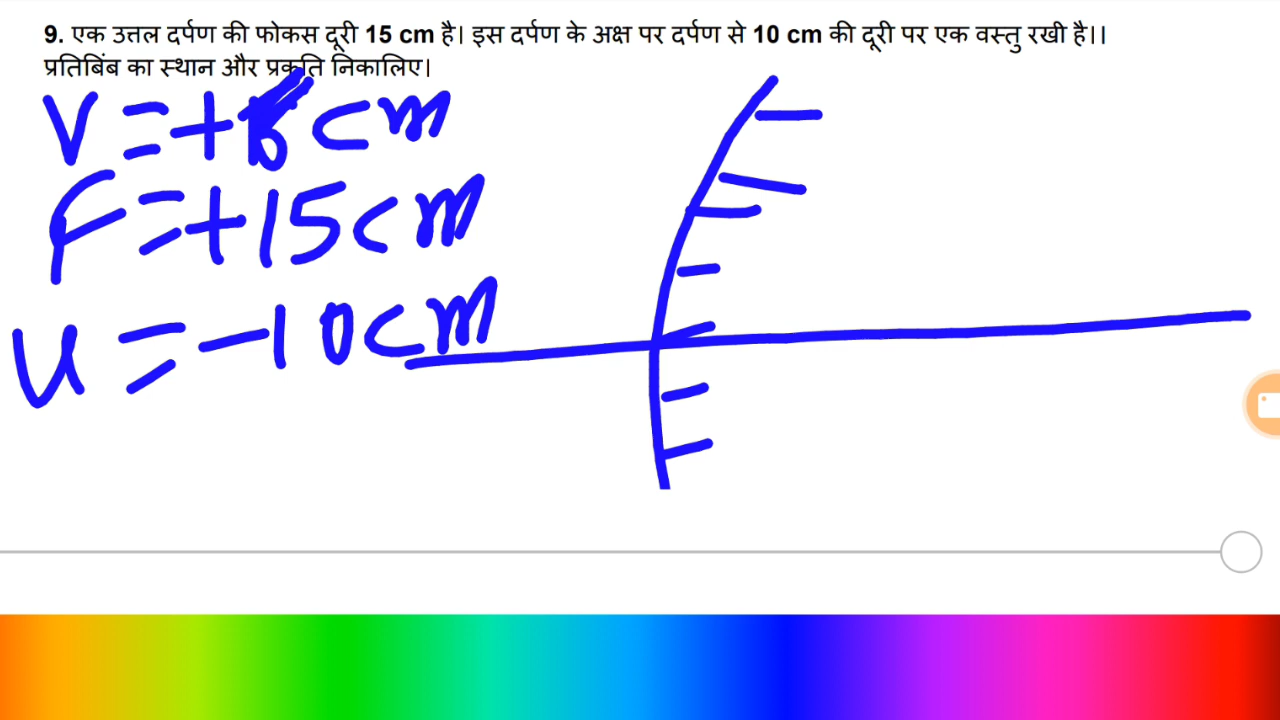 9. एक उत्तल दर्पण की फोकस दूरी 15 cm है। इस दर्पण के अक्ष पर दर्पण से 10 cm की दूरी पर एक वस्तु रखी है।।
प्रतिबिंब का स्थान और प्रकृति निकालिए।
V = + cm
F = +15cm
u = -10cm